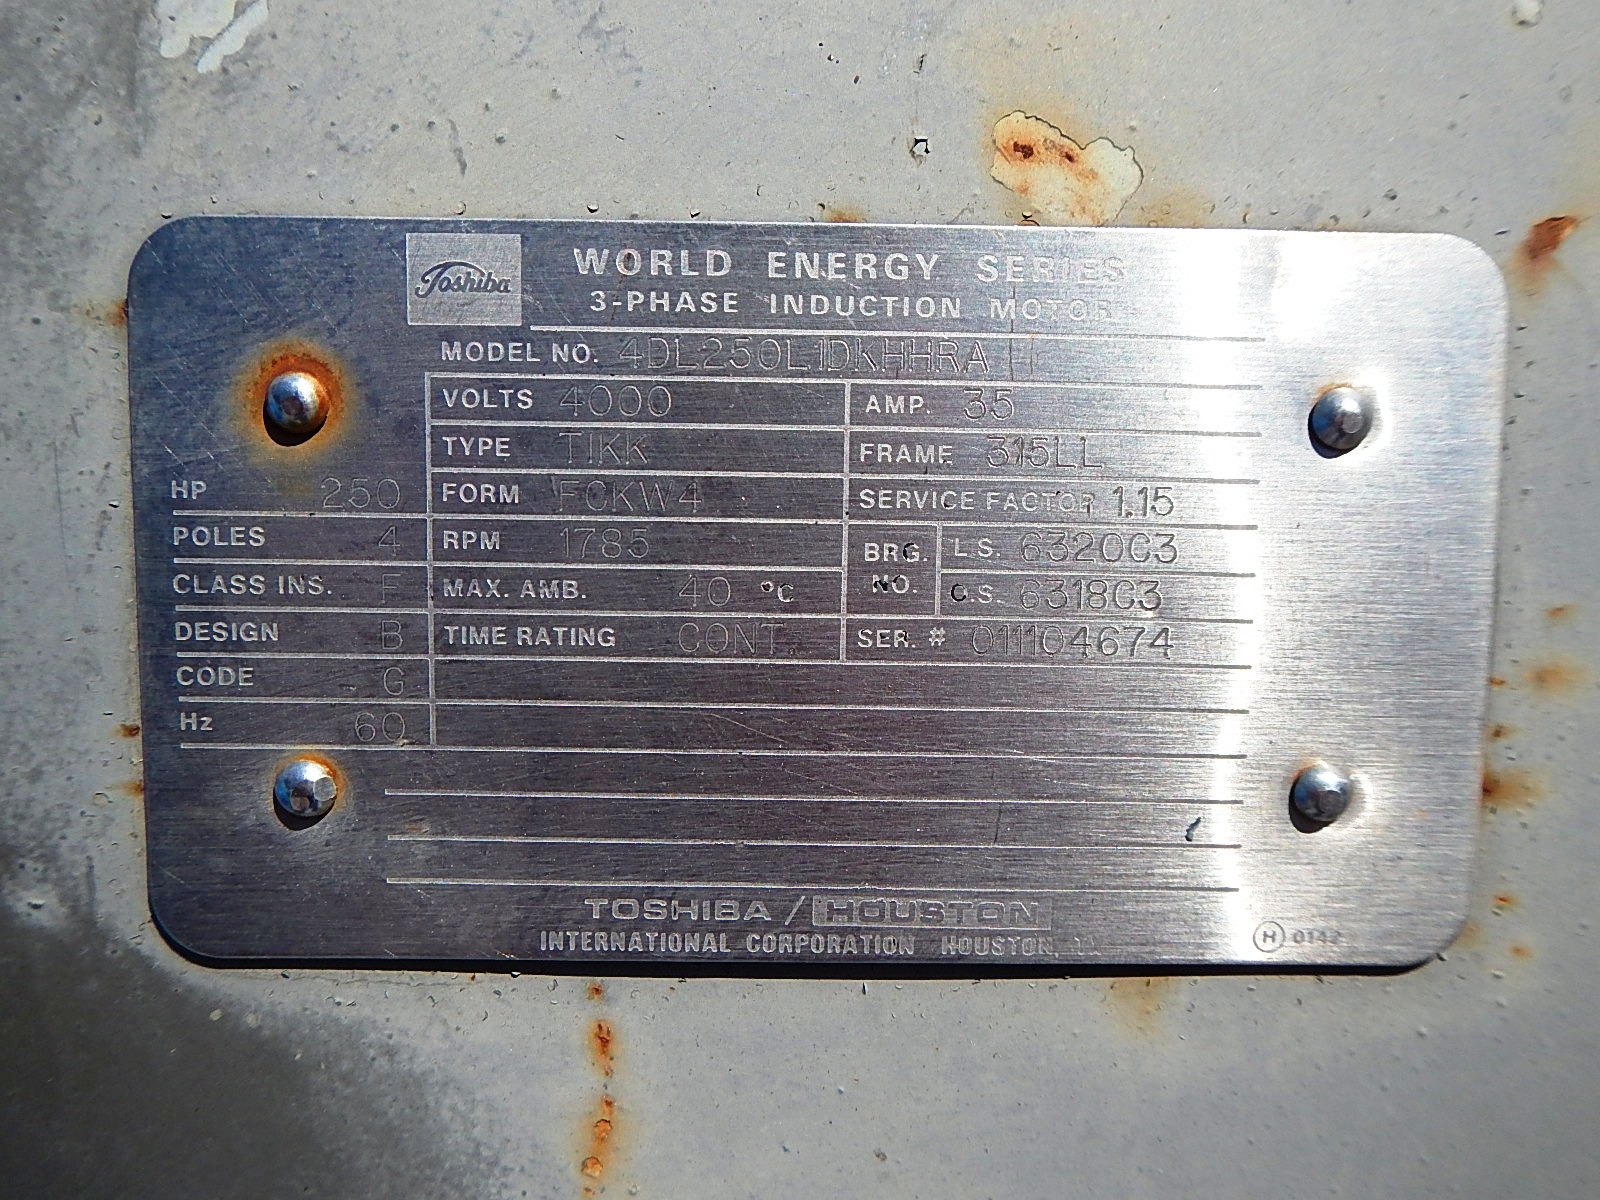 Toshiba
WORLD ENERGY SERIES
3-PHASE INDUCTION MOTOR
MODEL NO. 4DL250L1DKHHRA
VOLTS 4000 AMP. 35
TYPE TIKK FRAME 315LL
HP 250 FORM FCKW4 SERVICE FACTOR 1.15
POLES 4 RPM 1785 BRG. NO. L.S. 6320C3
CLASS INS. F MAX. AMB. 40 °C O.S. 6318C3
DESIGN B TIME RATING CONT. SER. # 011104674
CODE G
Hz 60
TOSHIBA / HOUSTON
INTERNATIONAL CORPORATION HOUSTON,
H 0142